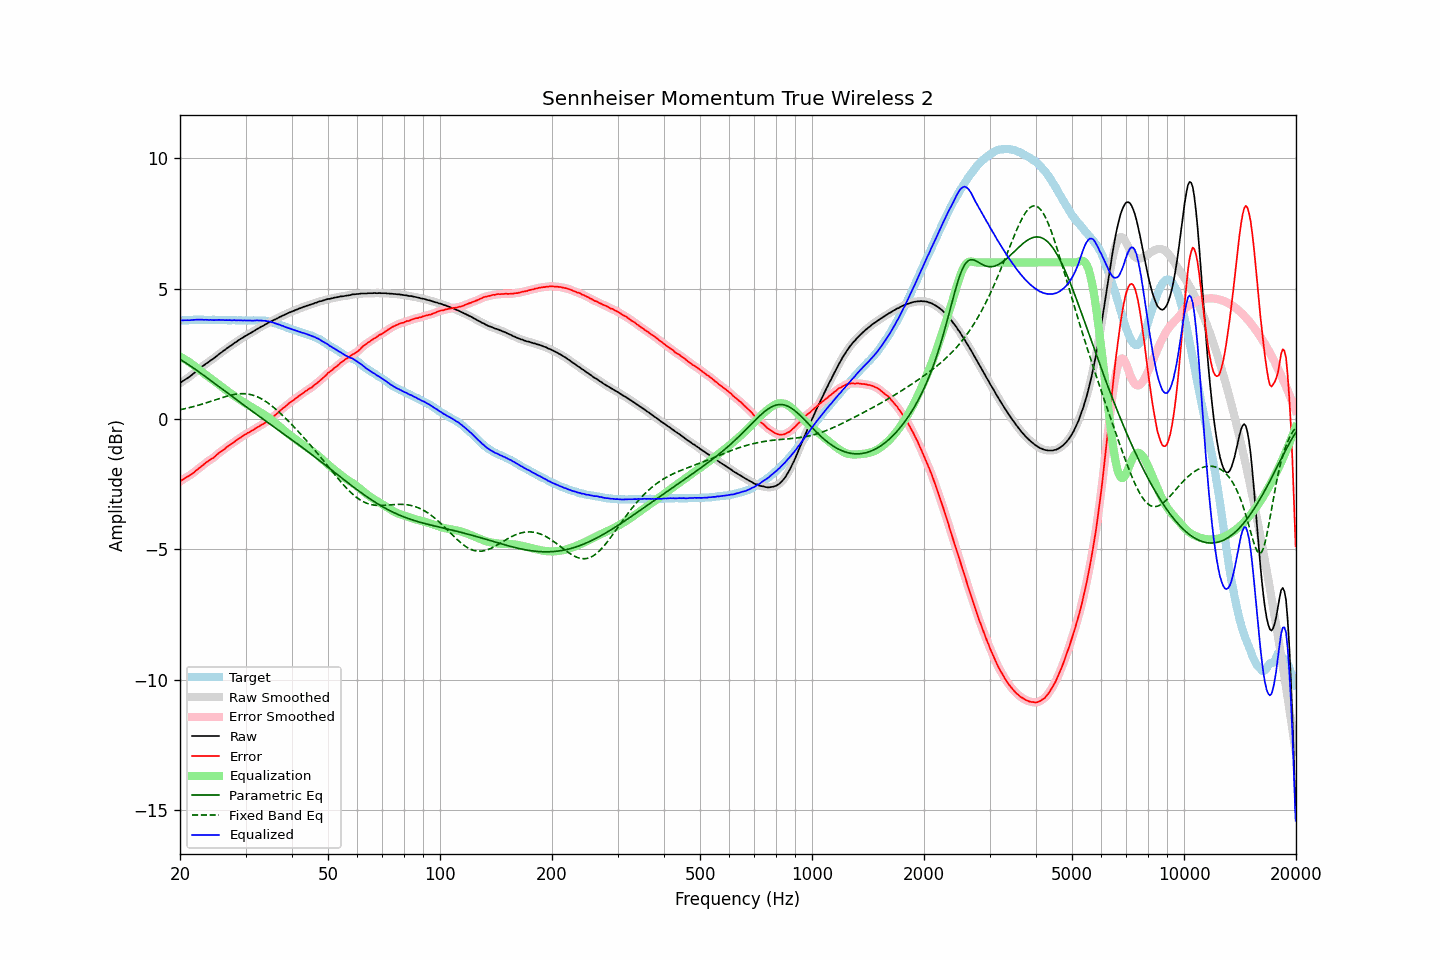 Sennheiser Momentum True Wireless 2
10
5
0
−5
−10
−15
Amplitude (dBr)
Target
Raw Smoothed
Error Smoothed
Raw
Error
Equalization
Parametric Eq
Fixed Band Eq
Equalized
20 50 100 200 500 1000 2000 5000 10000 20000
Frequency (Hz)